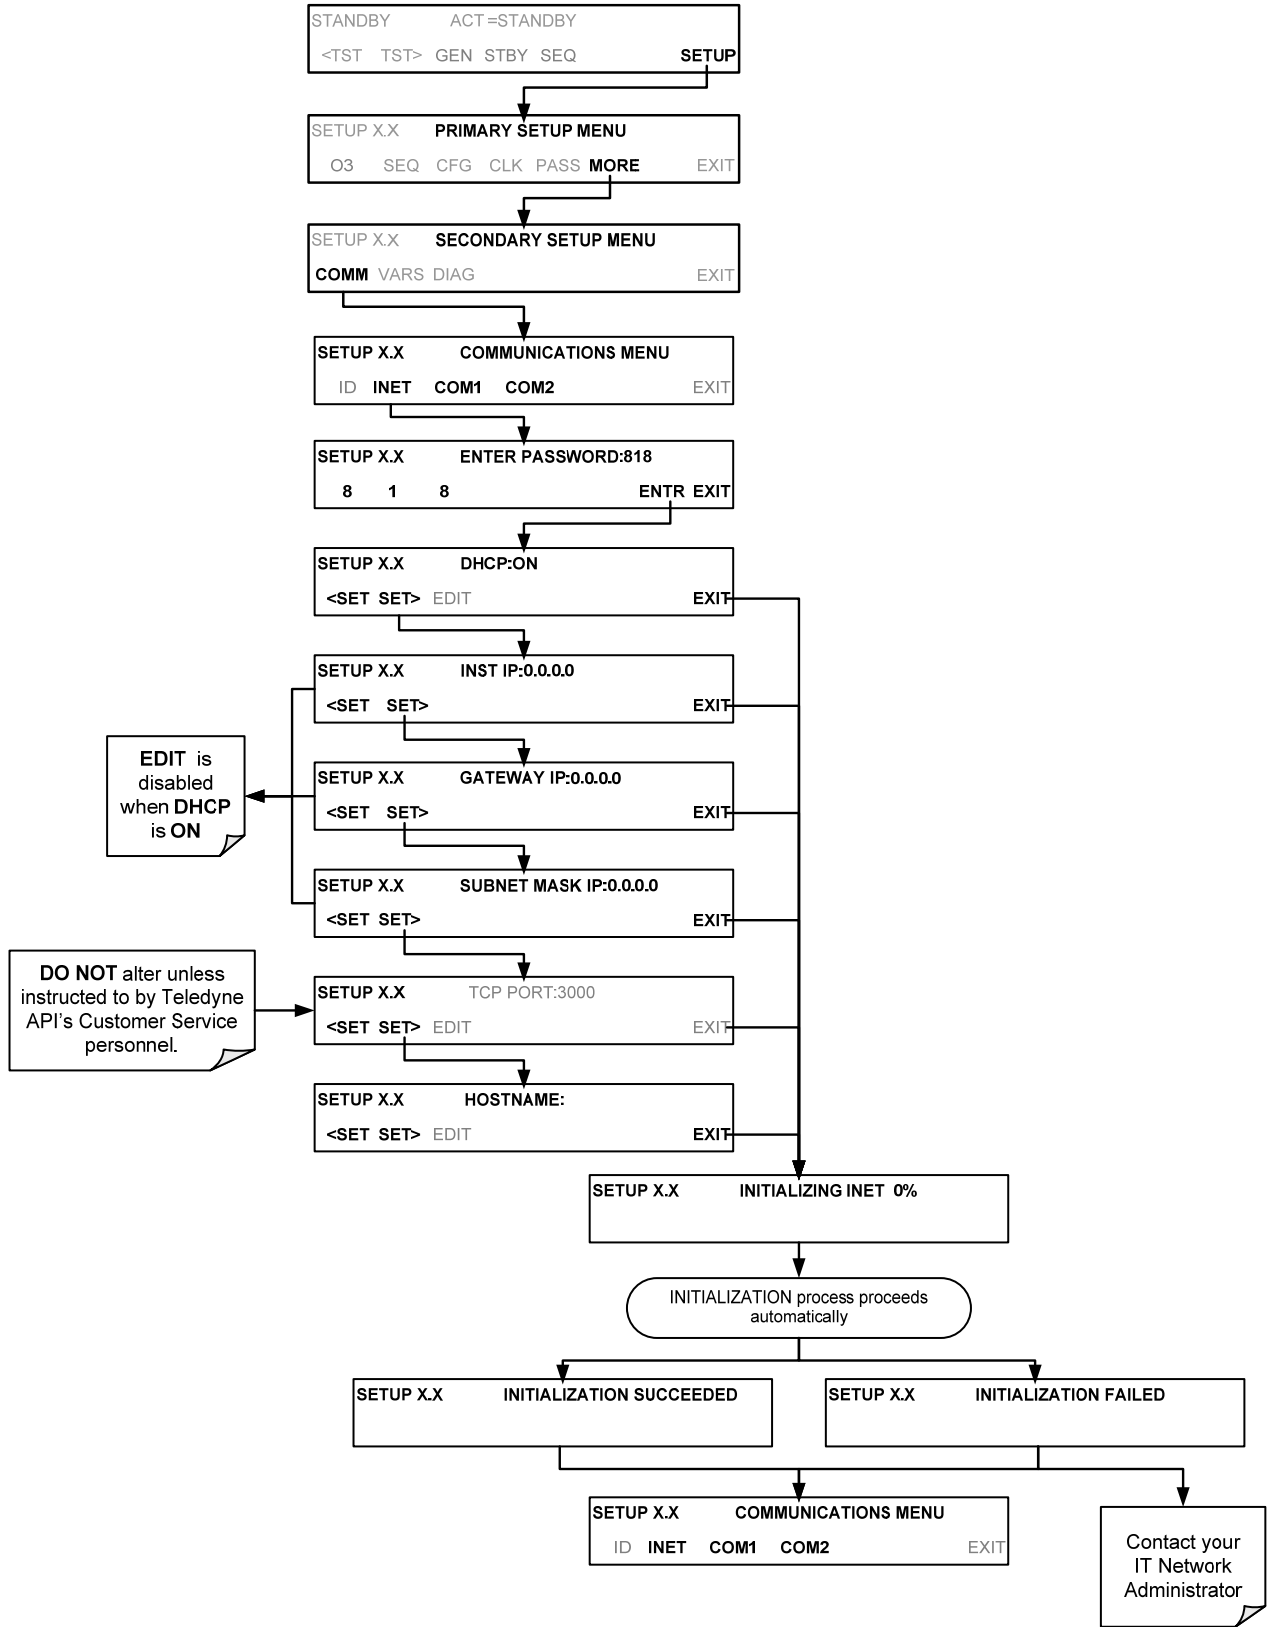 STANDBY ACT =STANDBY
<TST TST> GEN STBY SEQ SETUP
SETUP X.X PRIMARY SETUP MENU
O3 SEQ CFG CLK PASS MORE EXIT
SETUP X.X SECONDARY SETUP MENU
COMM VARS DIAG EXIT
SETUP X.X COMMUNICATIONS MENU
ID INET COM1 COM2 EXIT
SETUP X.X ENTER PASSWORD:818
8 1 8 ENTR EXIT
SETUP X.X DHCP:ON
<SET SET> EDIT EXIT
SETUP X.X INST IP:0.0.0.0
<SET SET> EXIT
EDIT is
disabled
when DHCP
is ON
SETUP X.X GATEWAY IP:0.0.0.0
<SET SET> EXIT
SETUP X.X SUBNET MASK IP:0.0.0.0
<SET SET> EXIT
DO NOT alter unless
instructed to by Teledyne
API's Customer Service
personnel.
SETUP X.X TCP PORT:3000
<SET SET> EDIT EXIT
SETUP X.X HOSTNAME:
<SET SET> EDIT EXIT
SETUP X.X INITIALIZING INET 0%
INITIALIZATION process proceeds
automatically
SETUP X.X INITIALIZATION SUCCEEDED
SETUP X.X INITIALIZATION FAILED
SETUP X.X COMMUNICATIONS MENU
ID INET COM1 COM2 EXIT
Contact your
IT Network
Administrator